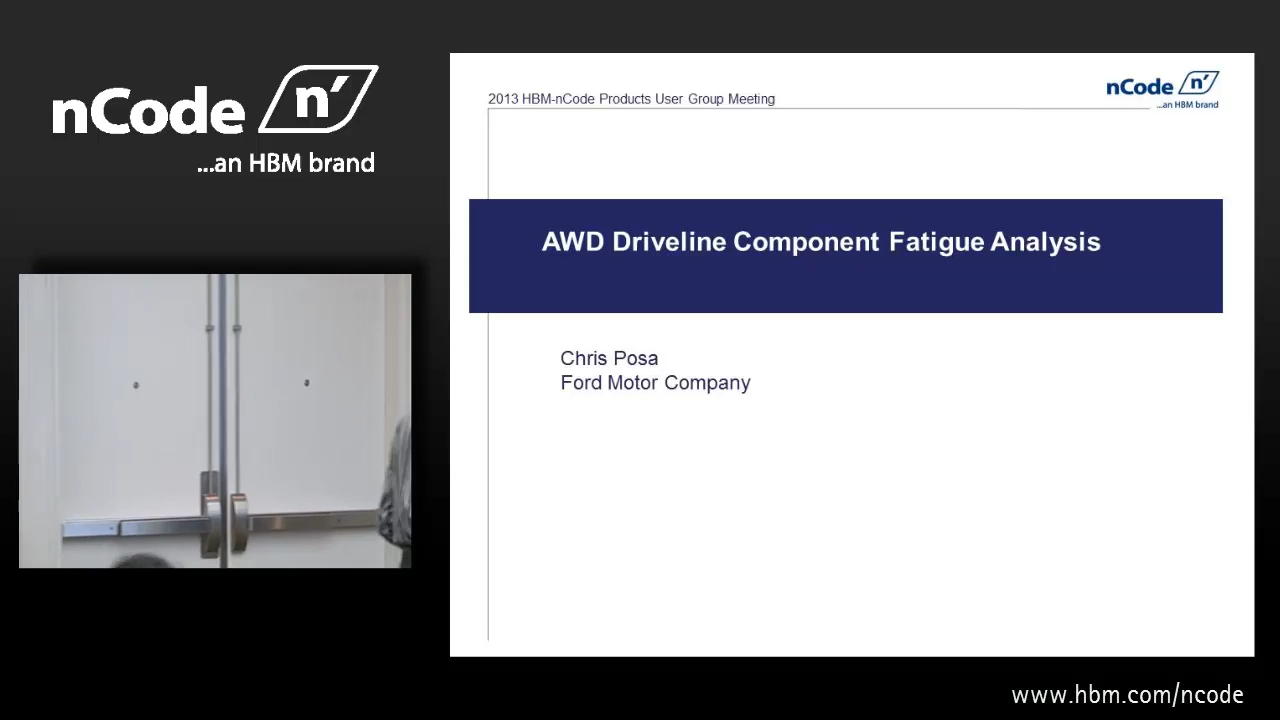 nCode n'
...an HBM brand
2013 HBM-nCode Products User Group Meeting
nCode n'
...an HBM brand
AWD Driveline Component Fatigue Analysis
Chris Posa
Ford Motor Company
www.hbm.com/ncode